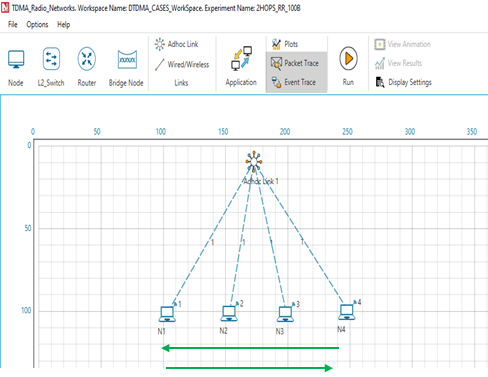 TDMA_Radio_Networks. Workspace Name: DTDMA_CASES_WorkSpace. Experiment Name: 2HOPS_RR_100B
File Options Help
Node
L2_Switch
Router
Bridge Node
Adhoc Link
Wired/Wireless
Links
Application
Plots
Packet Trace
Event Trace
Run
View Animation
View Results
Display Settings
0 50 100 150 200 250 300 350
0
50
100
Adhoc Link 1
1 1 1 1
1 2 3 4
N1 N2 N3 N4